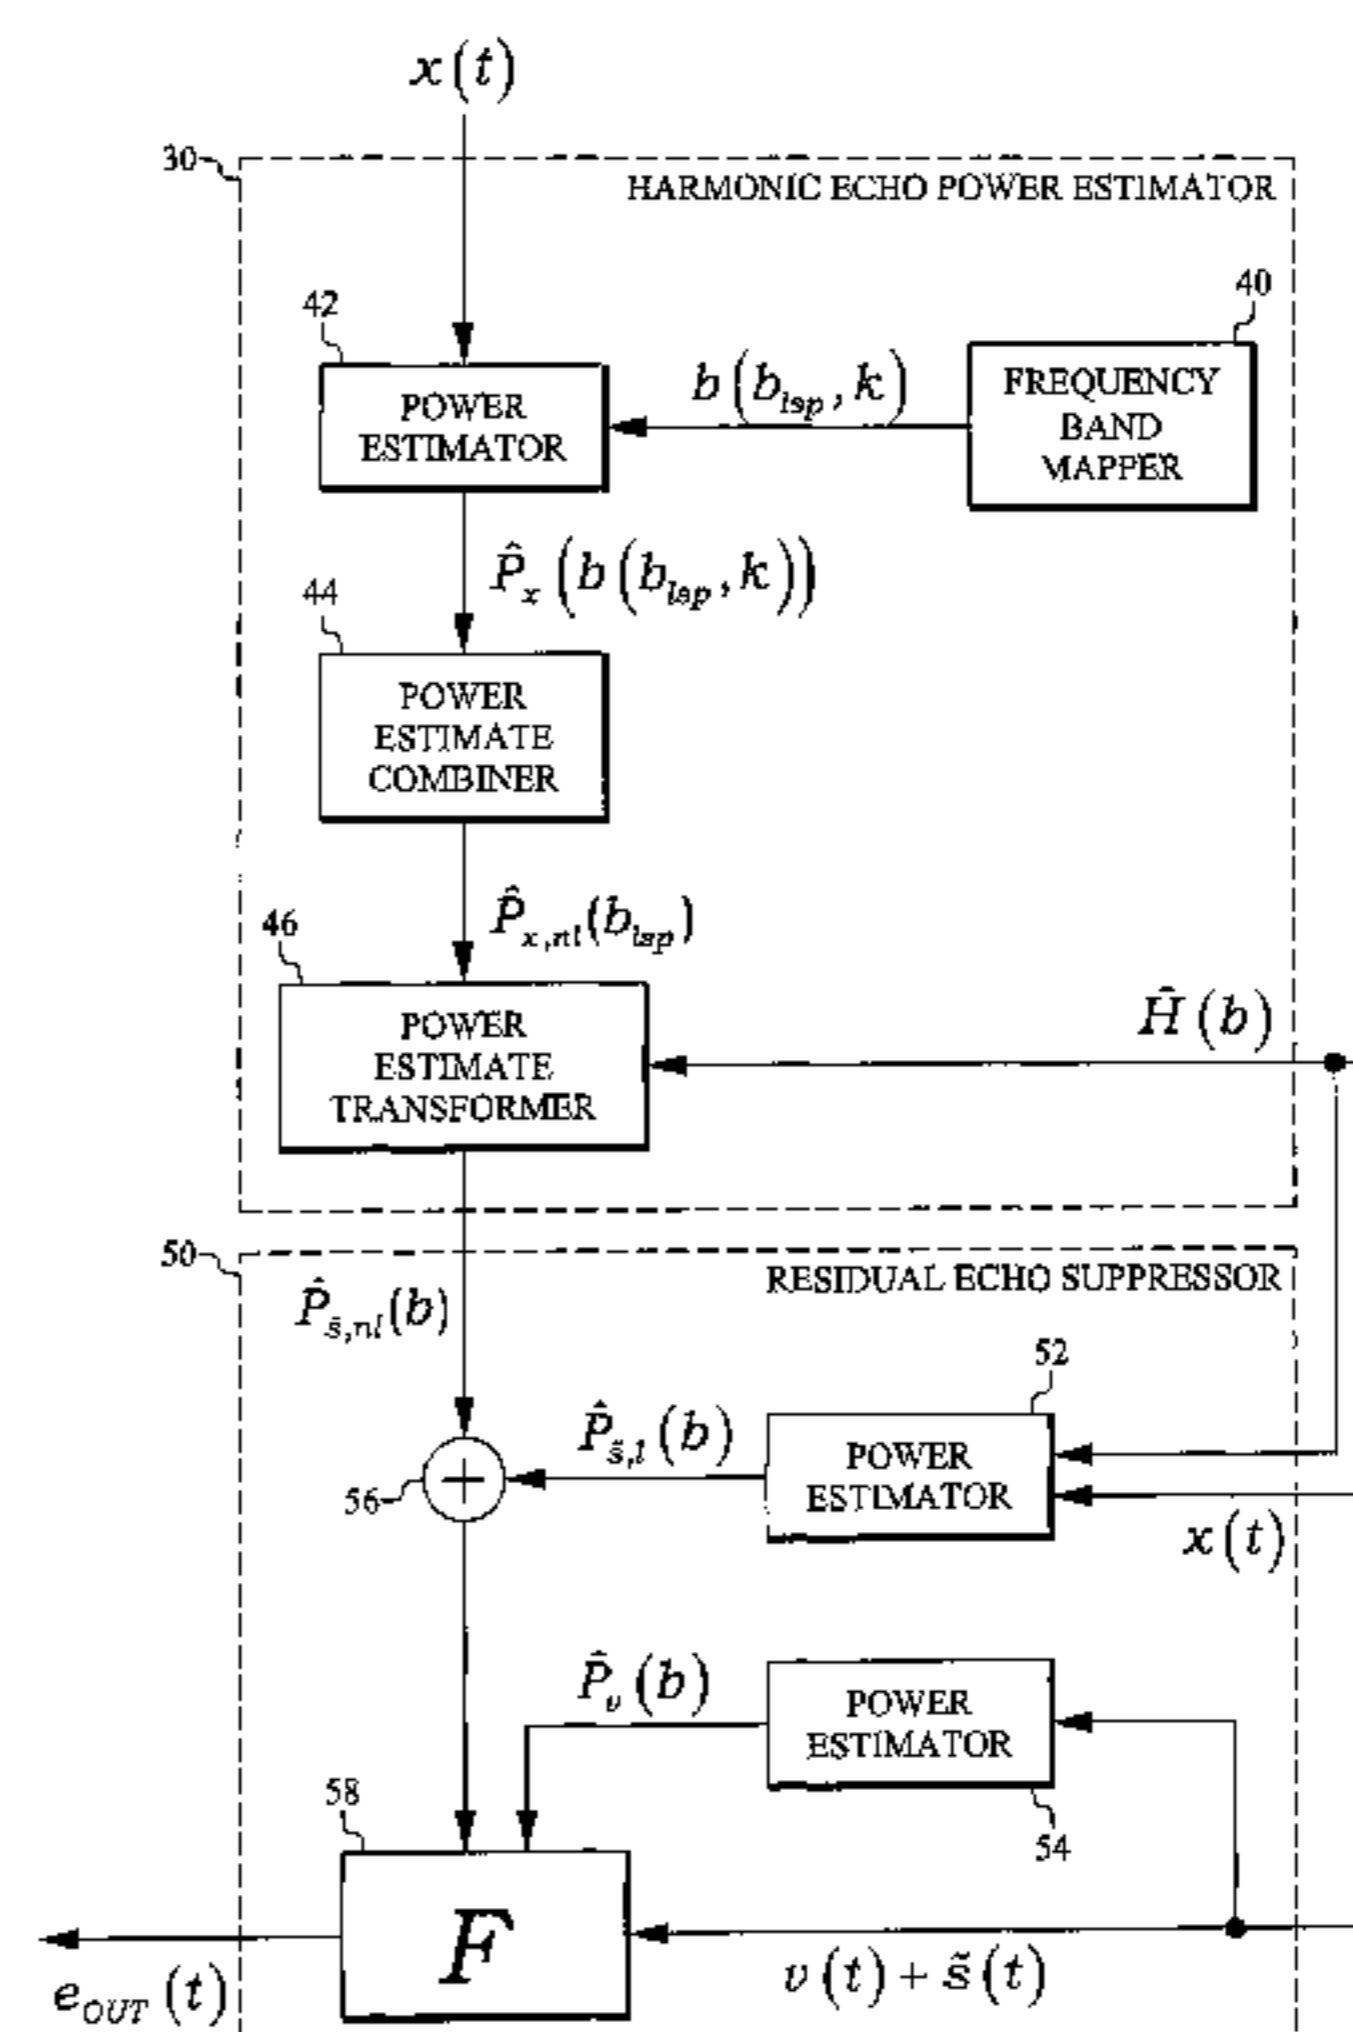 x(t)
30
HARMONIC ECHO POWER ESTIMATOR
42
40
POWER
ESTIMATOR
b(b_lsp, k)
FREQUENCY
BAND
MAPPER
P̂_x(b(b_lsp, k))
44
POWER
ESTIMATE
COMBINER
P̂_x,nl(b_lsp)
46
POWER
ESTIMATE
TRANSFORMER
Ĥ(b)
50
RESIDUAL ECHO SUPPRESSOR
P̂_s̃,nl(b)
52
P̂_s̃,l(b)
POWER
ESTIMATOR
56
+
x(t)
P̂_v(b)
POWER
ESTIMATOR
54
58
F
v(t) + s̃(t)
e_OUT(t)